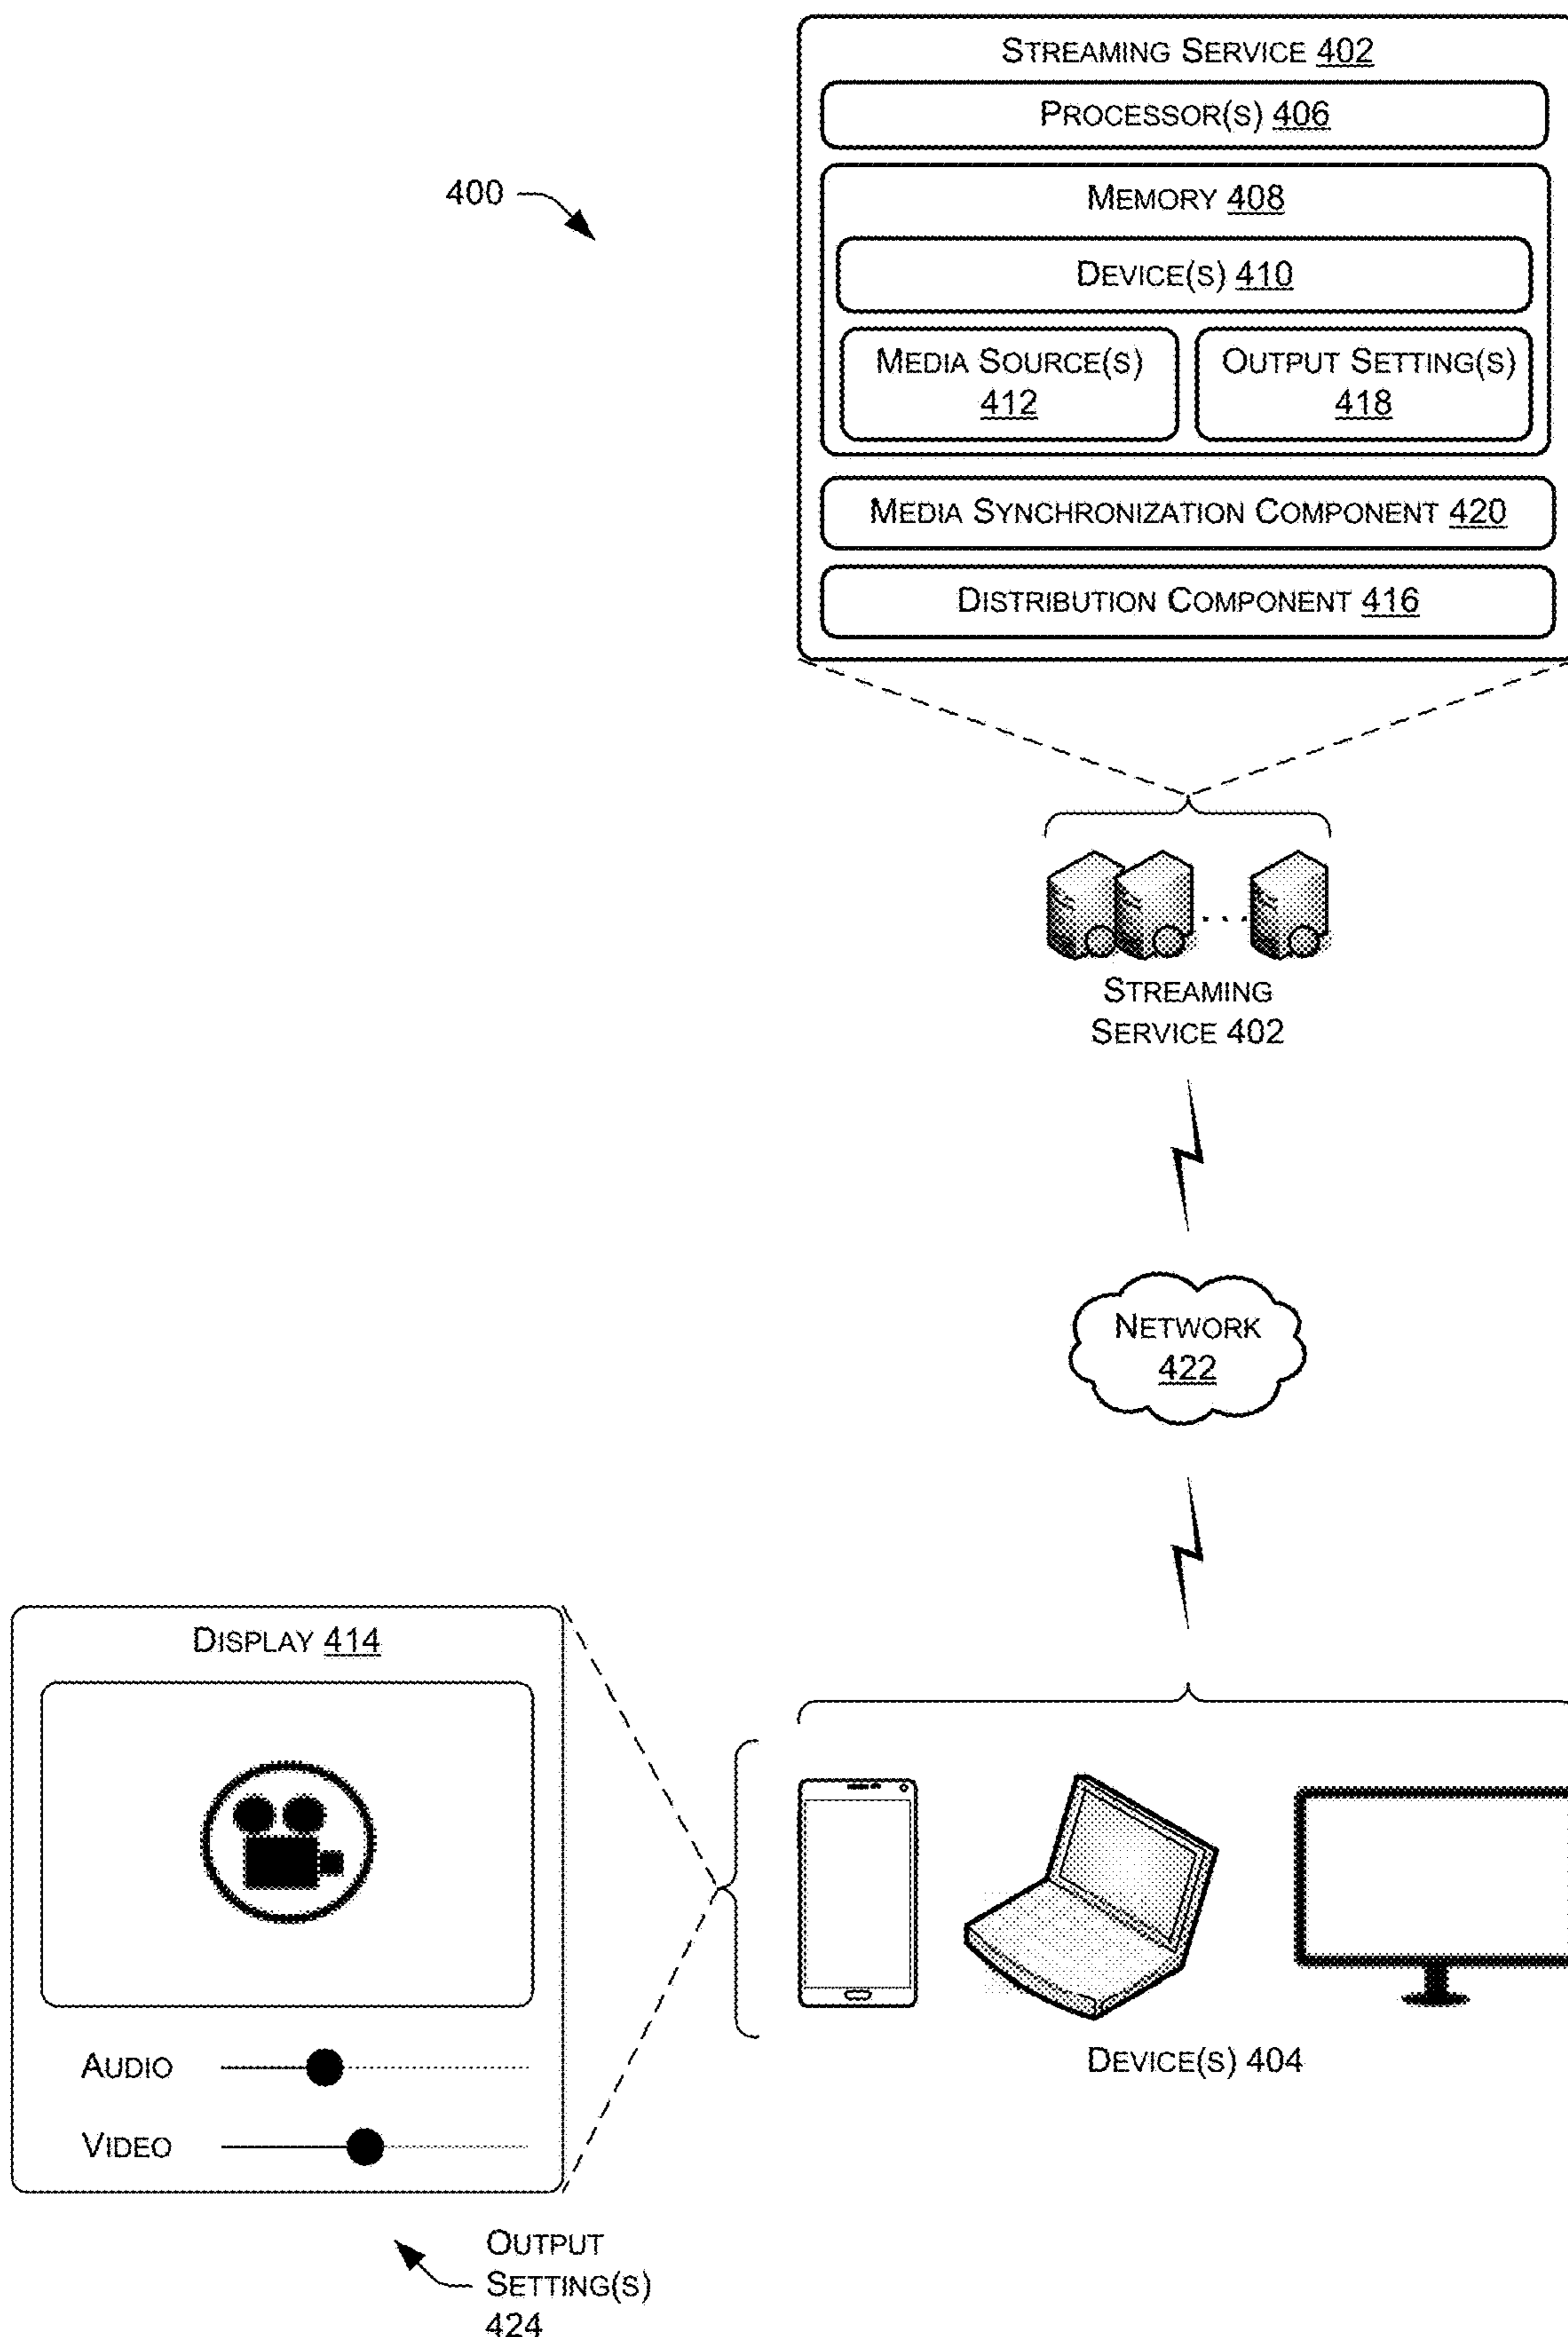 STREAMING SERVICE 402
PROCESSOR(S) 406
400
MEMORY 408
DEVICE(S) 410
MEDIA SOURCE(S)
412
OUTPUT SETTING(S)
418
MEDIA SYNCHRONIZATION COMPONENT 420
DISTRIBUTION COMPONENT 416
STREAMING
SERVICE 402
NETWORK
422
DISPLAY 414
AUDIO
VIDEO
DEVICE(S) 404
OUTPUT
SETTING(S)
424